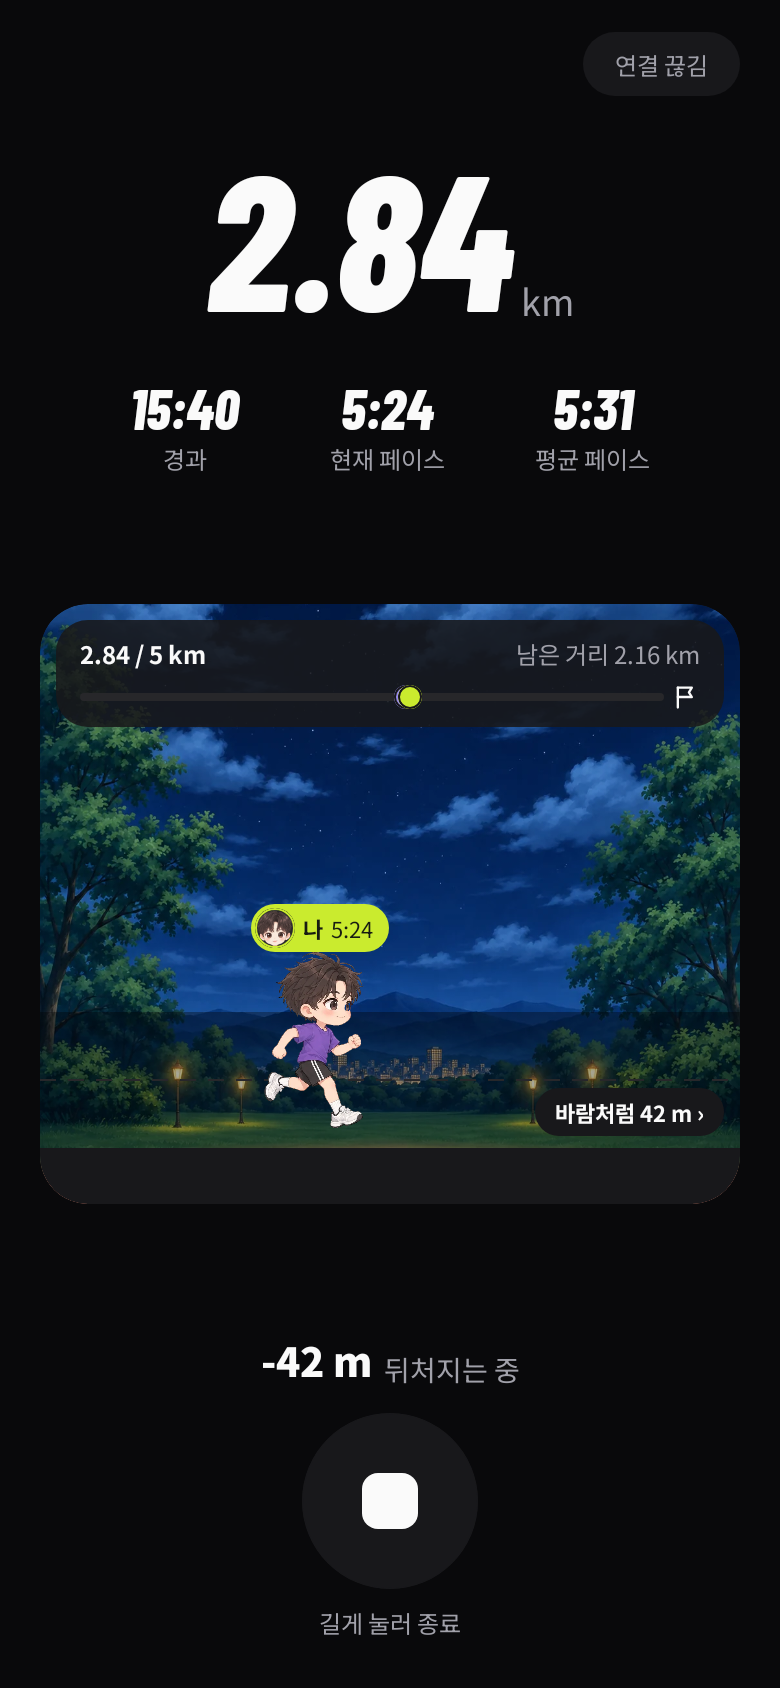 연결 끊김
2.84 km
15:40 5:24 5:31
경과 현재 페이스 평균 페이스
2.84 / 5 km 남은 거리 2.16 km
나 5:24
바람처럼 42 m ›
-42 m 뒤처지는 중
길게 눌러 종료